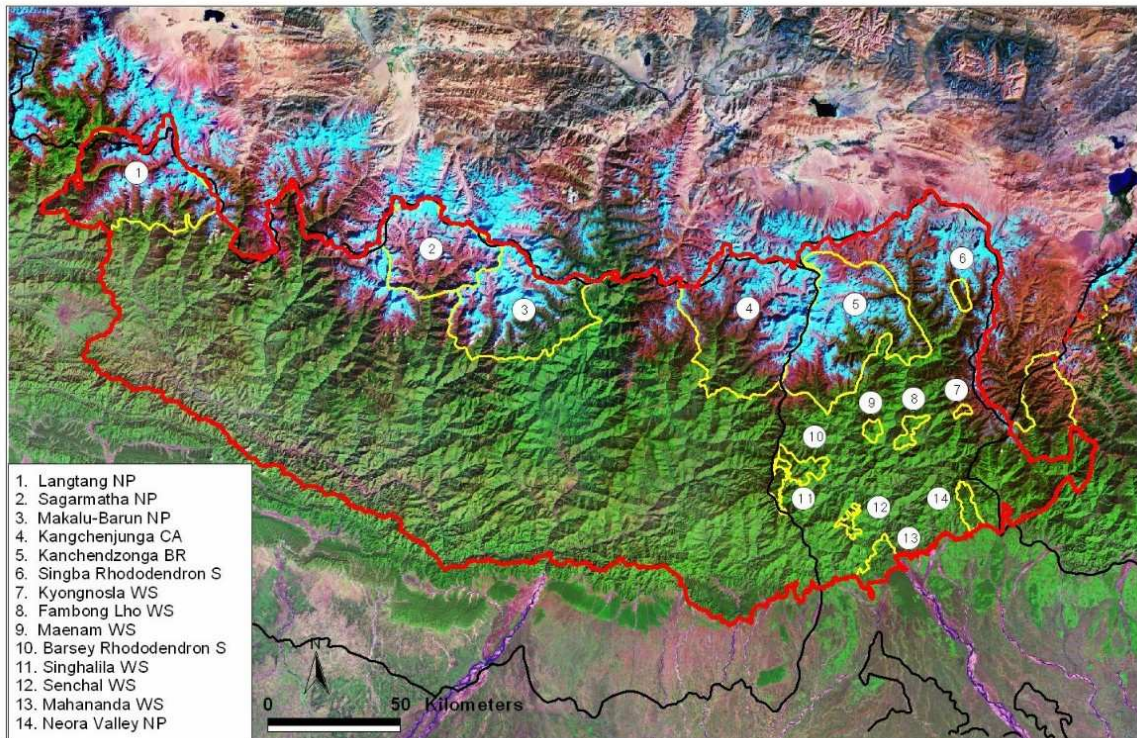 1
2
6
3
4
5
7
9
8
10
11
12
14
13
1. Langtang NP
2. Sagarmatha NP
3. Makalu-Barun NP
4. Kangchenjunga CA
5. Kanchendzonga BR
6. Singba Rhododendron S
7. Kyongnosla WS
8. Fambong Lho WS
9. Maenam WS
10. Barsey Rhododendron S
11. Singhalila WS
12. Senchal WS
13. Mahananda WS
14. Neora Valley NP
N
0 50 Kilometers